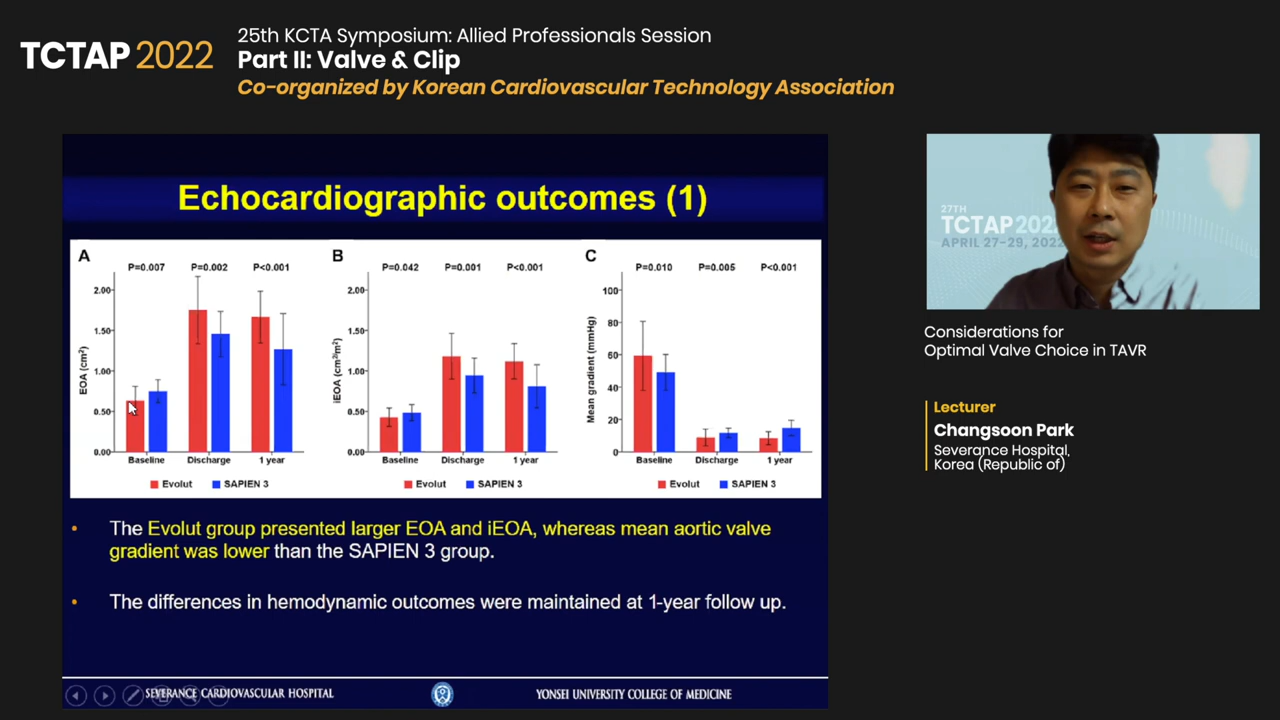 TCTAP 2022
25th KCTA Symposium: Allied Professionals Session
Part II: Valve & Clip
Co-organized by Korean Cardiovascular Technology Association
Echocardiographic outcomes (1)
A
P=0.007 P=0.002 P<0.001
2.00
1.50
1.00
0.50
0.00
EOA (cm²)
Baseline Discharge 1 year
Evolut SAPIEN 3
B
P=0.042 P=0.001 P<0.001
2.00
1.50
1.00
0.50
0.00
iEOA (cm²/m²)
Baseline Discharge 1 year
Evolut SAPIEN 3
C
P=0.010 P=0.005 P<0.001
100
80
60
40
20
0
Mean gradient (mmHg)
Baseline Discharge 1 year
Evolut SAPIEN 3
• The Evolut group presented larger EOA and iEOA, whereas mean aortic valve
gradient was lower than the SAPIEN 3 group.
• The differences in hemodynamic outcomes were maintained at 1-year follow up.
SEVERANCE CARDIOVASCULAR HOSPITAL
YONSEI UNIVERSITY COLLEGE OF MEDICINE
27TH
TCTAP 202
APRIL 27-29, 2022
Considerations for
Optimal Valve Choice in TAVR
Lecturer
Changsoon Park
Severance Hospital,
Korea (Republic of)